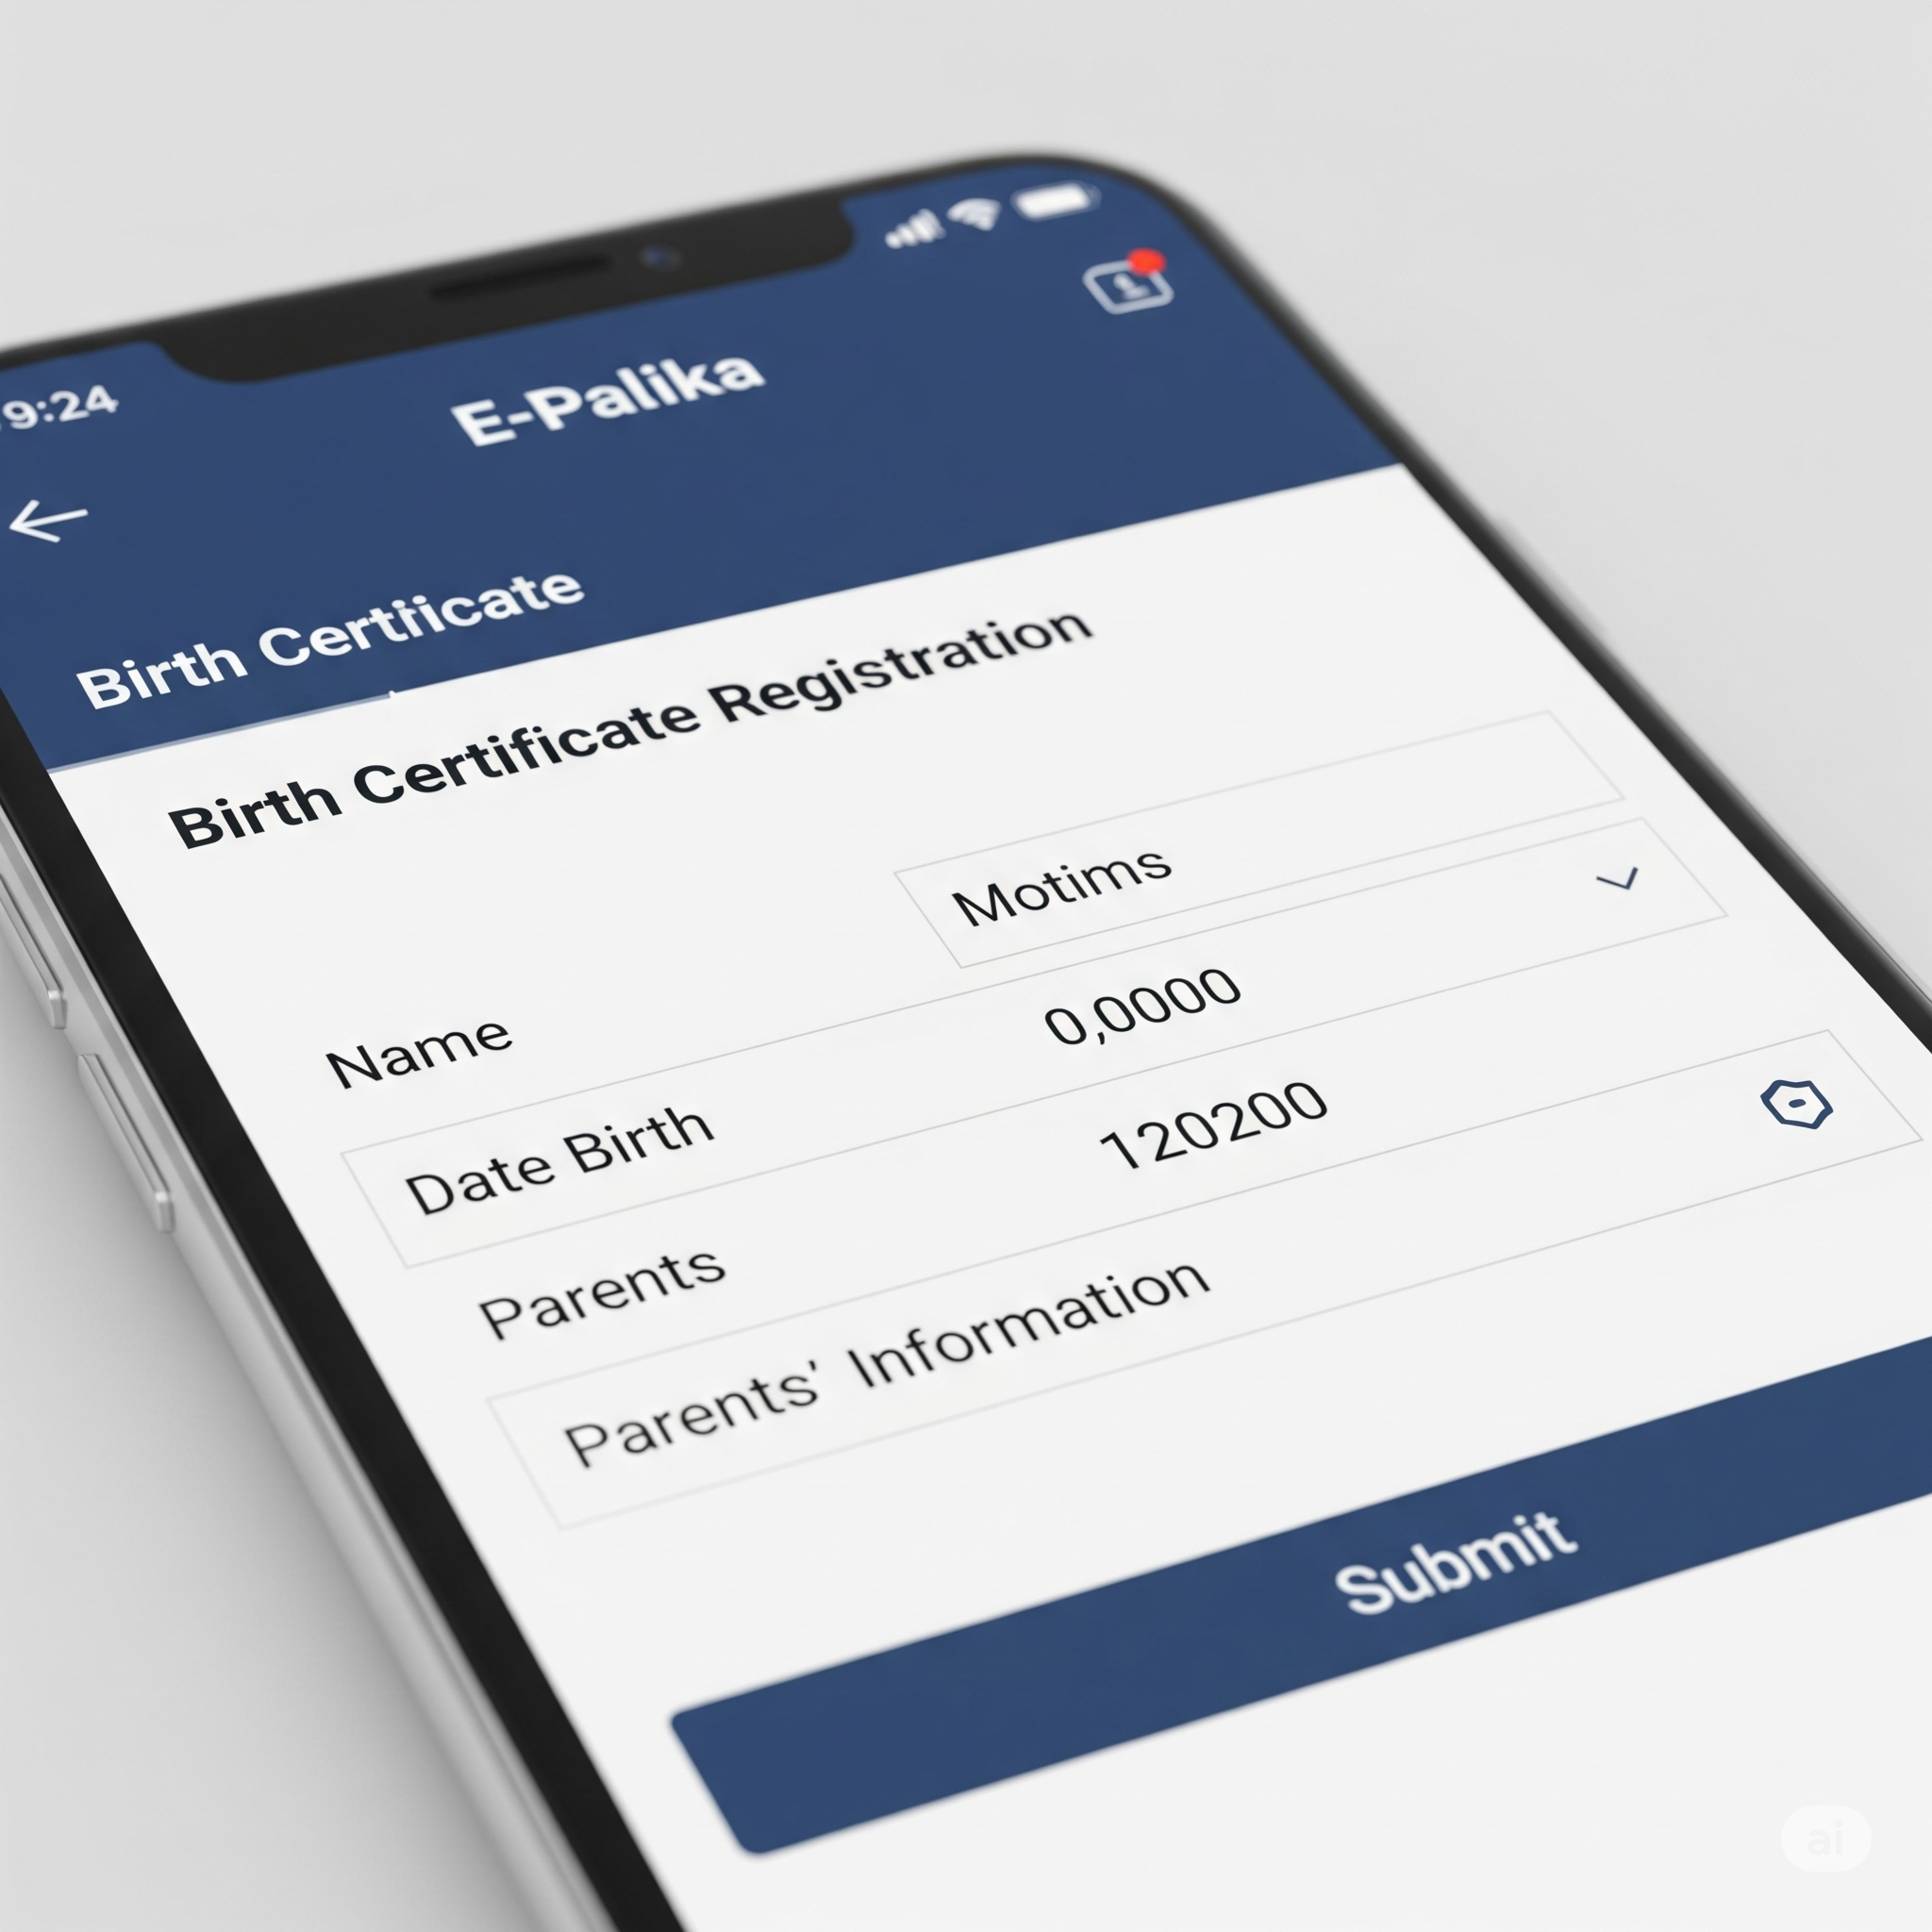 9:24
E-Palika
Birth Certiicate
Birth Certificate Registration
Motims
Name
0,0000
Date Birth
120200
Parents
Parents' Information
Submit
ai